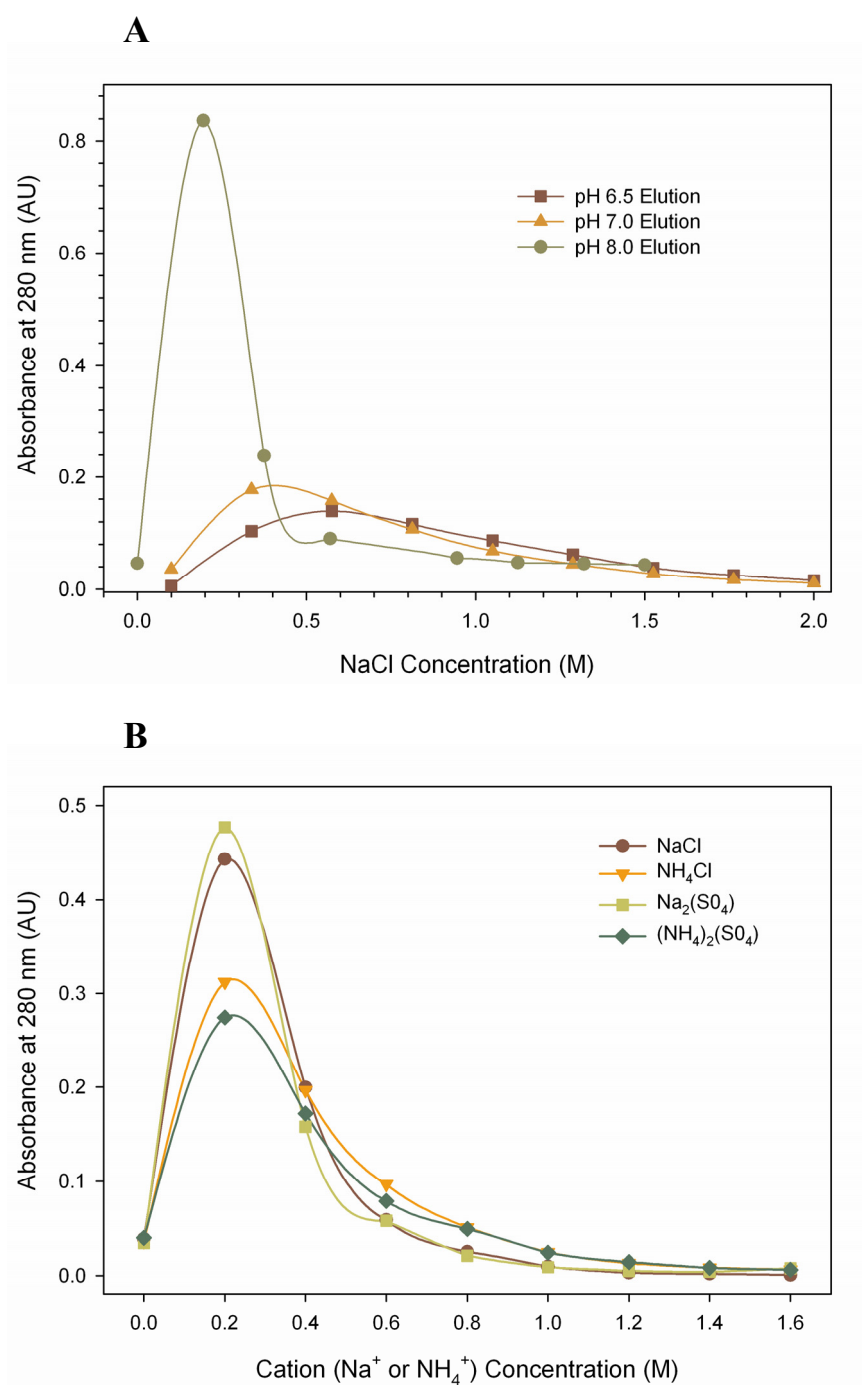 A
Absorbance at 280 nm (AU)
0.8
0.6
0.4
0.2
0.0
pH 6.5 Elution
pH 7.0 Elution
pH 8.0 Elution
0.0 0.5 1.0 1.5 2.0
NaCl Concentration (M)
B
Absorbance at 280 nm (AU)
0.5
0.4
0.3
0.2
0.1
0.0
NaCl
NH₄Cl
Na₂(S0₄)
(NH₄)₂(S0₄)
0.0 0.2 0.4 0.6 0.8 1.0 1.2 1.4 1.6
Cation (Na⁺ or NH₄⁺) Concentration (M)